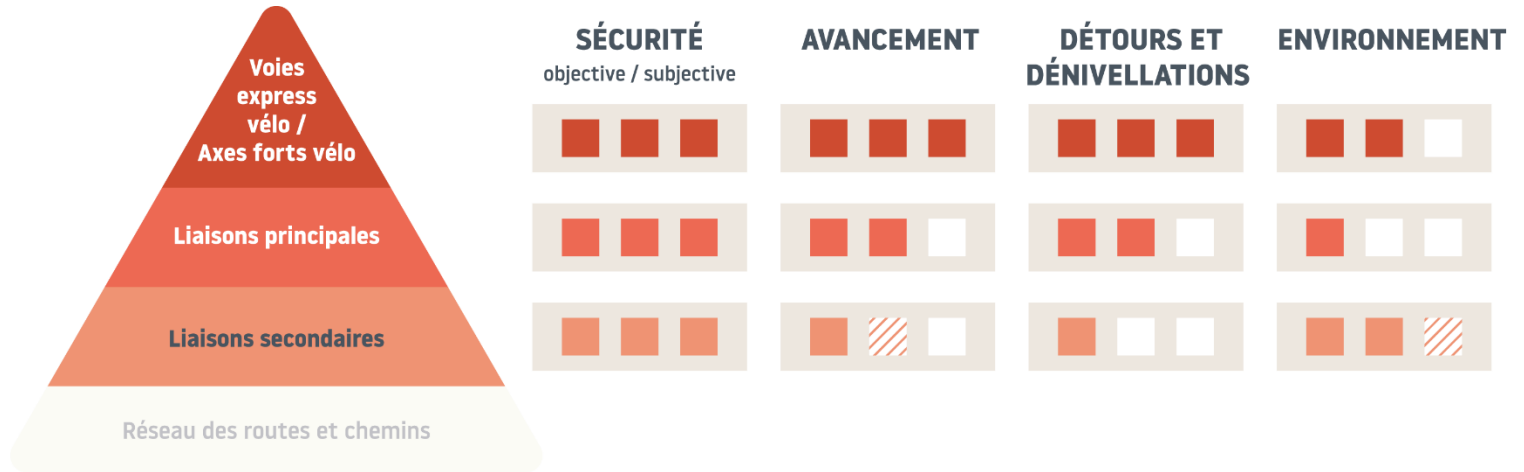 Voies
express
vélo /
Axes forts vélo
Liaisons principales
Liaisons secondaires
Réseau des routes et chemins
SÉCURITÉ
objective / subjective
AVANCEMENT
DÉTOURS ET
DÉNIVELLATIONS
ENVIRONNEMENT